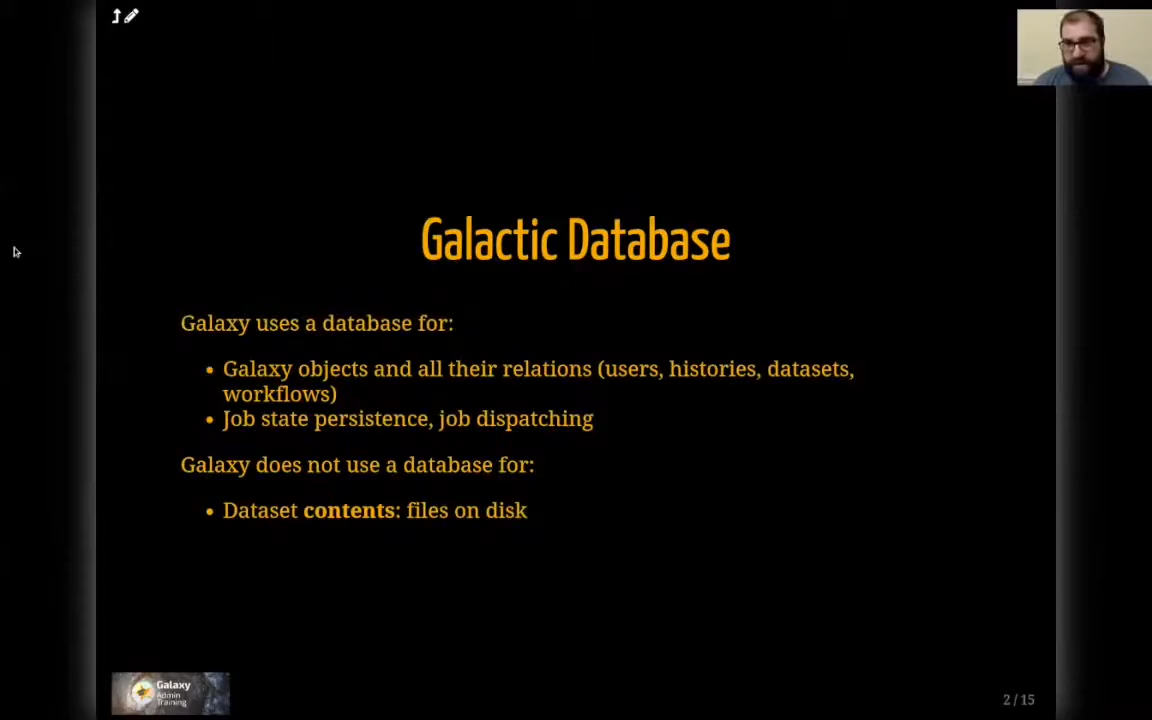 Galactic Database
Galaxy uses a database for:
• Galaxy objects and all their relations (users, histories, datasets,
workflows)
• Job state persistence, job dispatching
Galaxy does not use a database for:
• Dataset contents: files on disk
Galaxy
Admin
Training
2 / 15